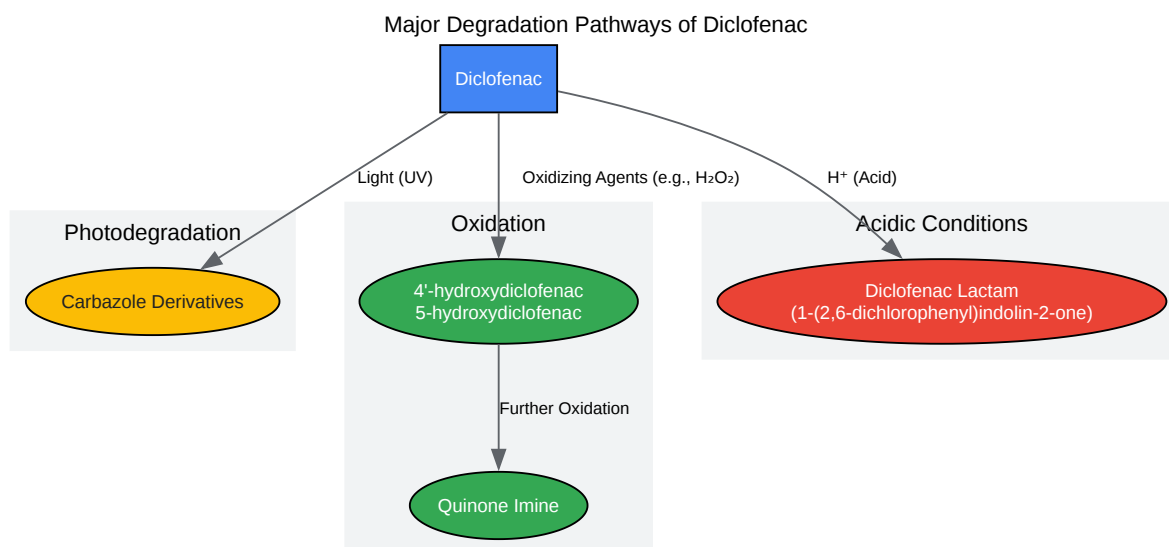 Major Degradation Pathways of Diclofenac
Diclofenac
Light (UV)
Oxidizing Agents (e.g., H₂O₂)
H⁺ (Acid)
Photodegradation
Carbazole Derivatives
Oxidation
4'-hydroxydiclofenac
5-hydroxydiclofenac
Further Oxidation
Quinone Imine
Acidic Conditions
Diclofenac Lactam
(1-(2,6-dichlorophenyl)indolin-2-one)